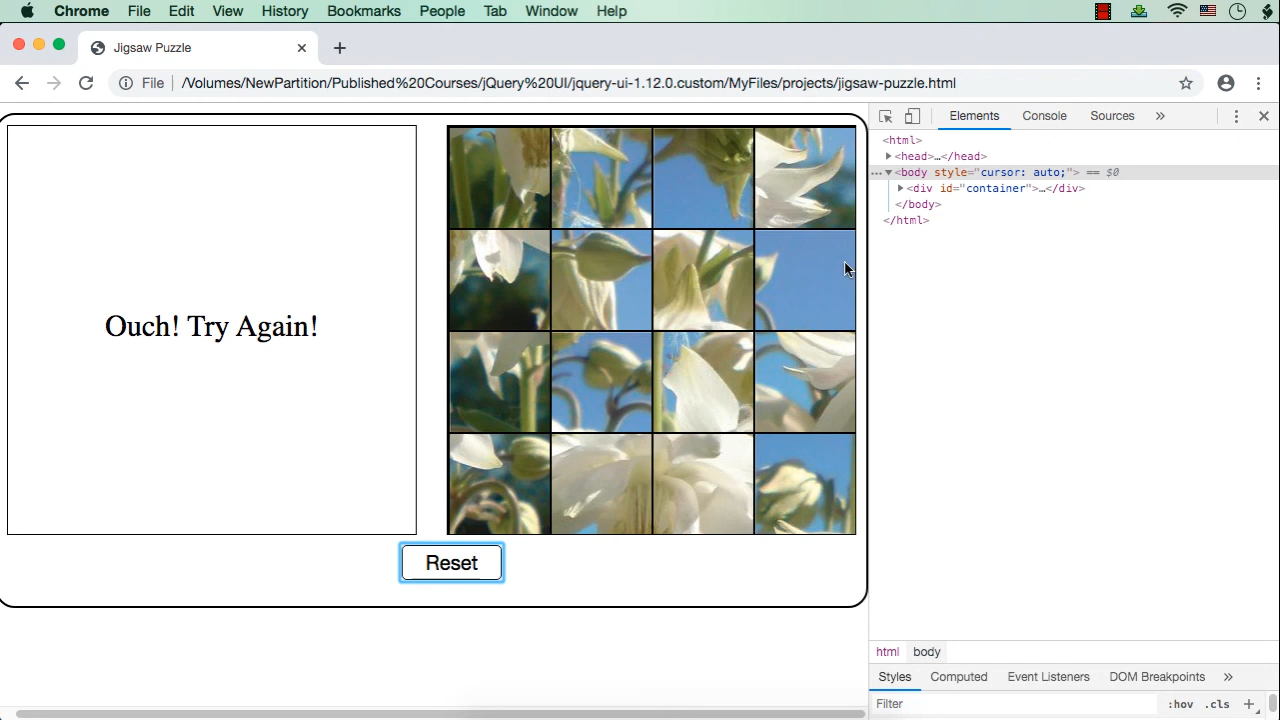 Chrome File Edit View History Bookmarks People Tab Window Help
Jigsaw Puzzle
File /Volumes/NewPartition/Published%20Courses/jQuery%20UI/jquery-ui-1.12.0.custom/MyFiles/projects/jigsaw-puzzle.html
Elements Console Sources »
<html>
<head>…</head>
<body style="cursor: auto;"> == $0
<div id="container">…</div>
</body>
</html>
Ouch! Try Again!
Reset
html body
Styles Computed Event Listeners DOM Breakpoints »
Filter :hov .cls +